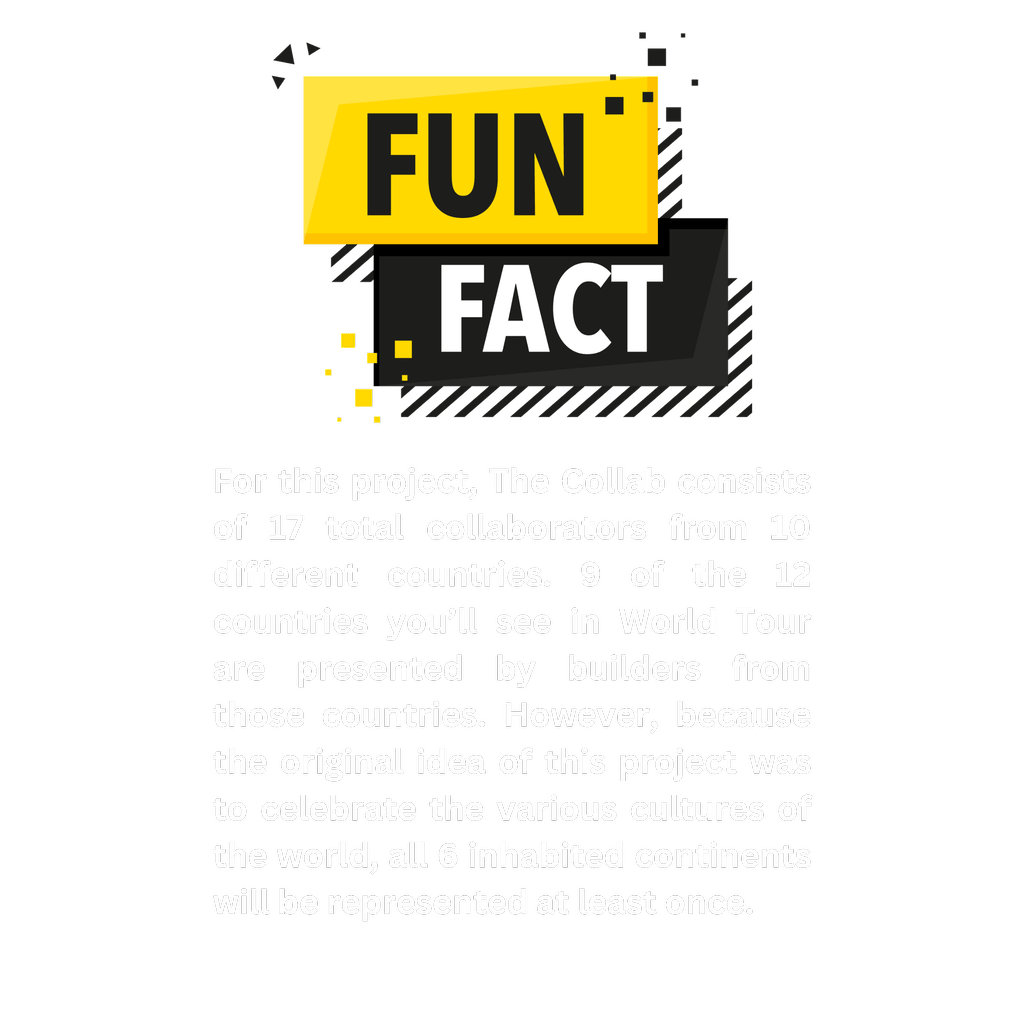 FUN
FACT
For this project, The Collab consists
of 17 total collaborators from 10
different countries. 9 of the 12
countries you’ll see in World Tour
are presented by builders from
those countries. However, because
the original idea of this project was
to celebrate the various cultures of
the world, all 6 inhabited continents
will be represented at least once.